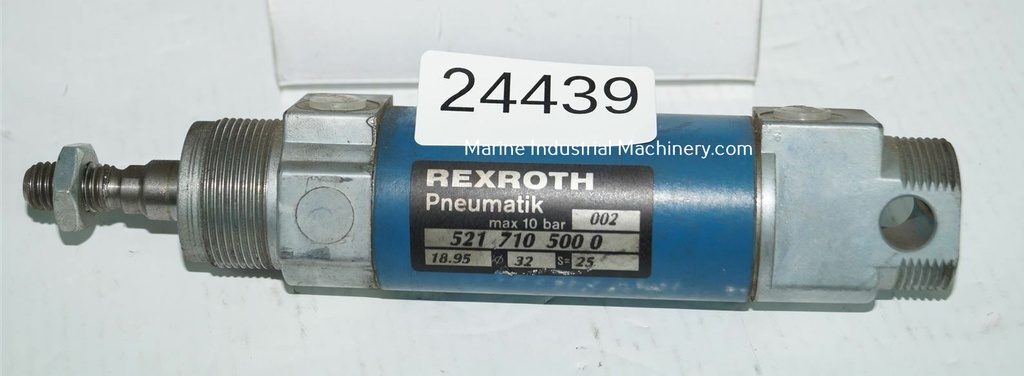 24439
Marine Industrial Machinery.com
REXROTH
Pneumatik
max 10 bar 002
521 710 500 0
18.95 ⌀ 32 S= 25